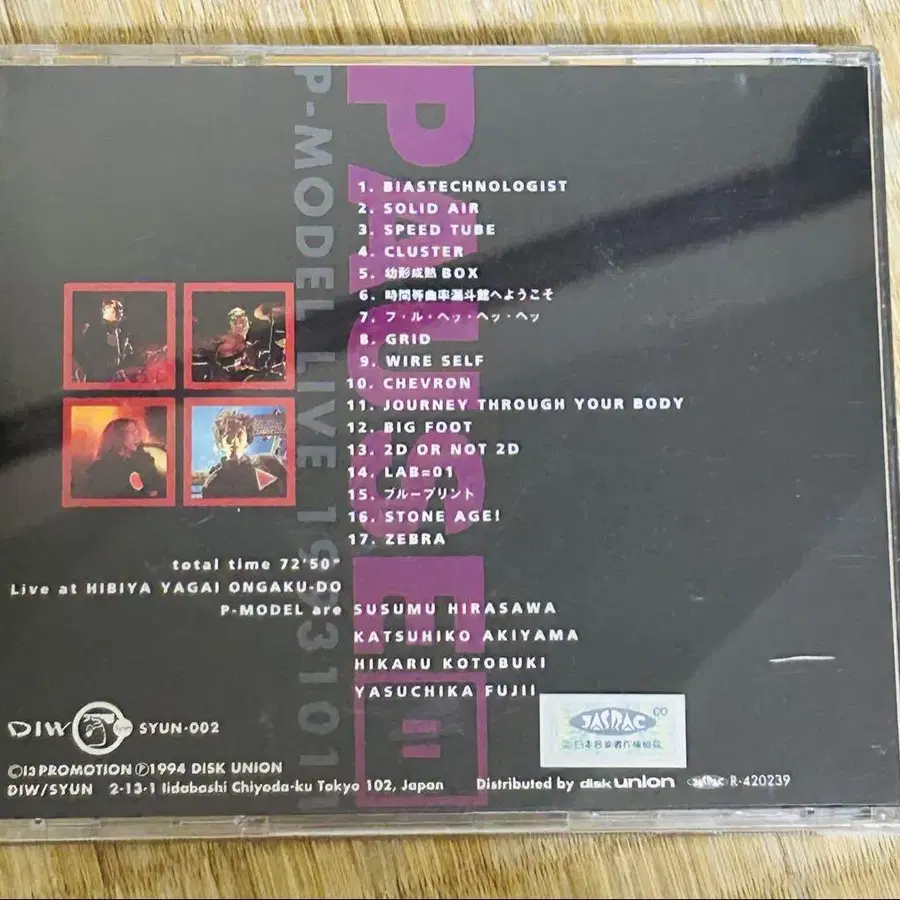 PAUSE
P-MODEL LIVE 19931011
1. BIASTECHNOLOGIST
2. SOLID AIR
3. SPEED TUBE
4. CLUSTER
5. 幼形成熟BOX
6. 時間等曲率漏斗館へようこそ
7. フ・ル・ヘッ・ヘッ・ヘッ
8. GRID
9. WIRE SELF
10. CHEVRON
11. JOURNEY THROUGH YOUR BODY
12. BIG FOOT
13. 2D OR NOT 2D
14. LAB=01
15. ブループリント
16. STONE AGE!
17. ZEBRA
total time 72'50"
Live at HIBIYA YAGAI ONGAKU-DO
P-MODEL are SUSUMU HIRASAWA
KATSUHIKO AKIYAMA
HIKARU KOTOBUKI
YASUCHIKA FUJII
DIW SYUN-002
JASRAC
©I3 PROMOTION Ⓟ1994 DISK UNION
DIW/SYUN 2-13-1 Iidabashi Chiyoda-ku Tokyo 102, Japan Distributed by disk union JASRAC R-420239